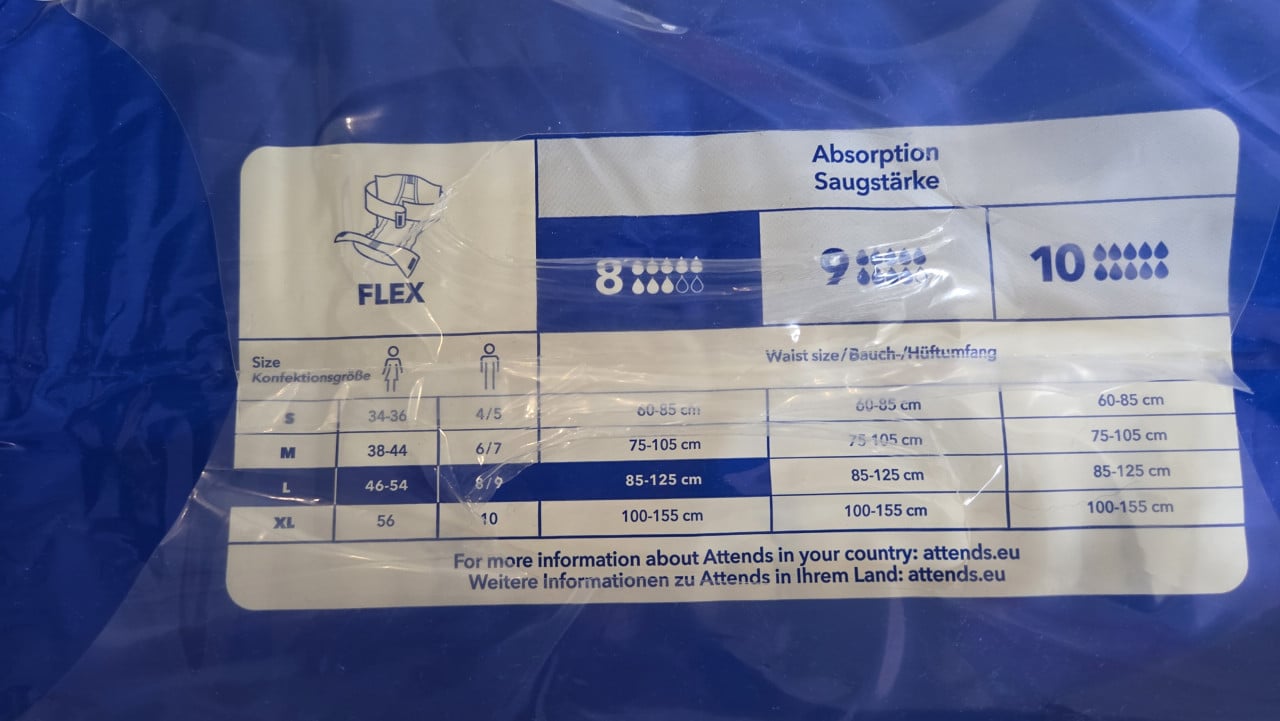 Absorption
Saugstärke
FLEX
8 9 10
Size
Konfektionsgröße
Waist size/Bauch-/Hüftumfang
S 34-36 4/5 60-85 cm 60-85 cm 60-85 cm
M 38-44 6/7 75-105 cm 75-105 cm 75-105 cm
L 46-54 8/9 85-125 cm 85-125 cm 85-125 cm
XL 56 10 100-155 cm 100-155 cm 100-155 cm
For more information about Attends in your country: attends.eu
Weitere Informationen zu Attends in Ihrem Land: attends.eu